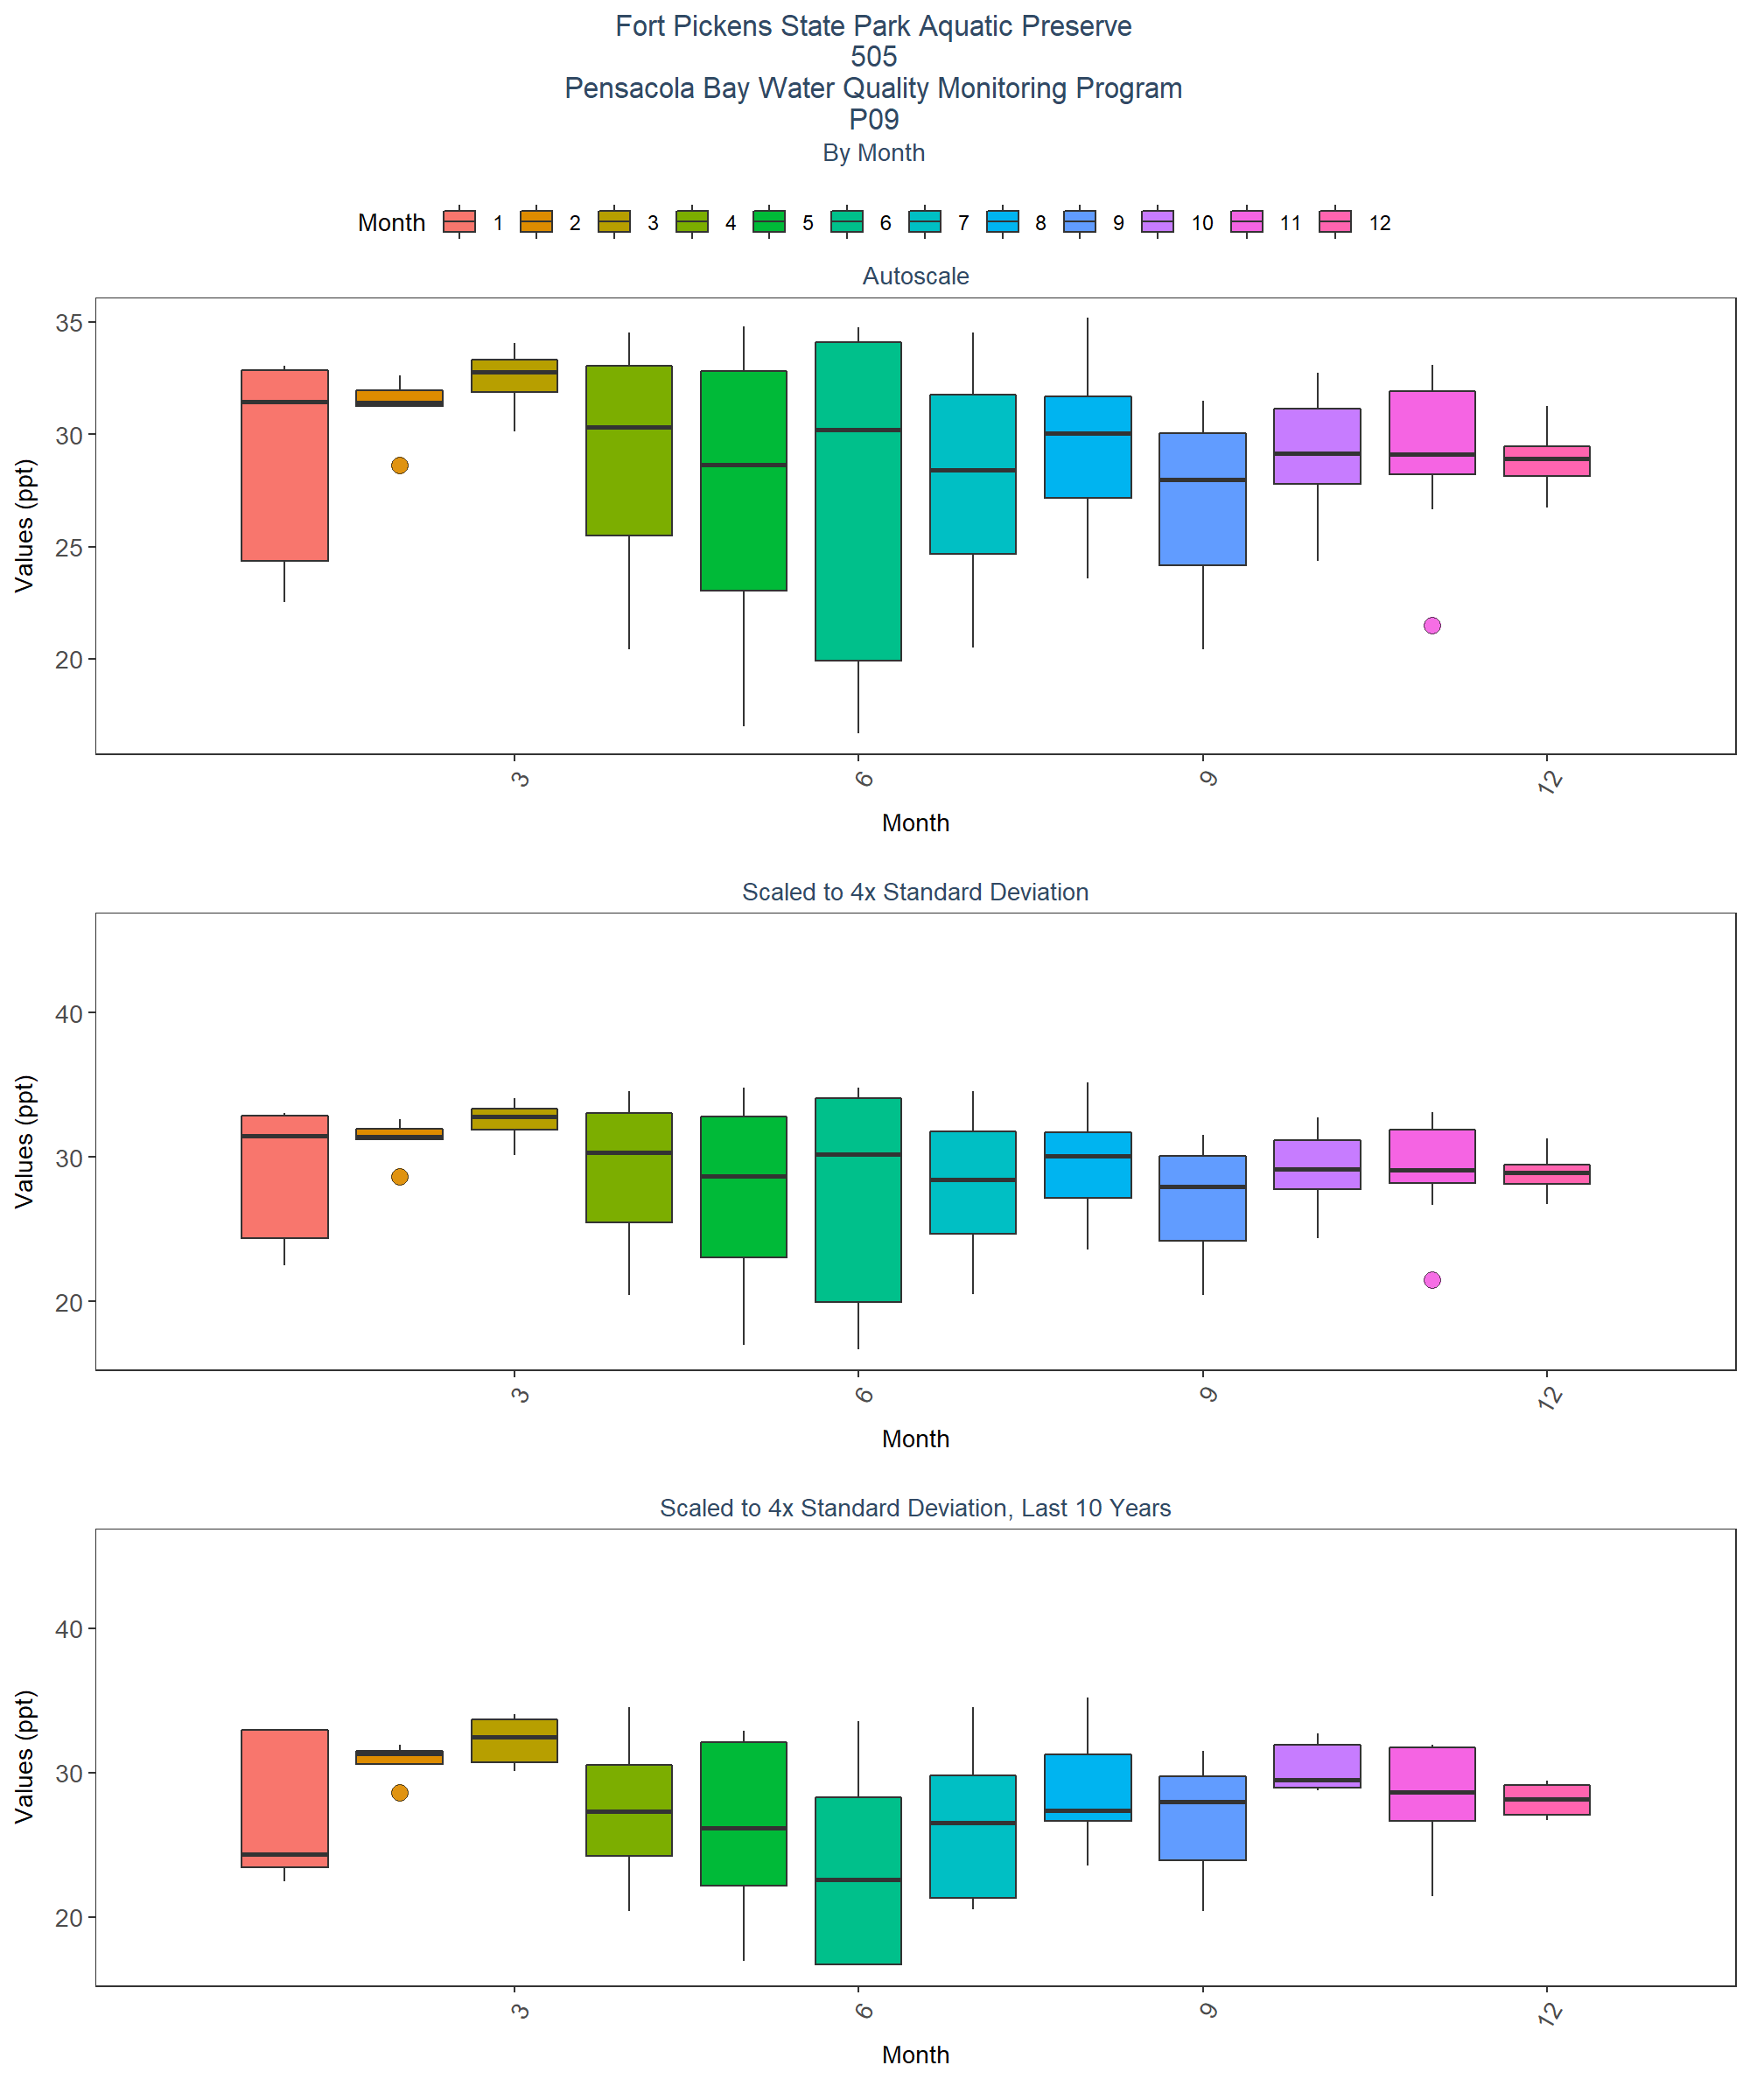 Fort Pickens State Park Aquatic Preserve
505
Pensacola Bay Water Quality Monitoring Program
P09
By Month
Month 1 2 3 4 5 6 7 8 9 10 11 12
Autoscale
35
30
25
20
Values (ppt)
3 6 9 12
Month
Scaled to 4x Standard Deviation
40
30
20
Values (ppt)
3 6 9 12
Month
Scaled to 4x Standard Deviation, Last 10 Years
40
30
20
Values (ppt)
3 6 9 12
Month